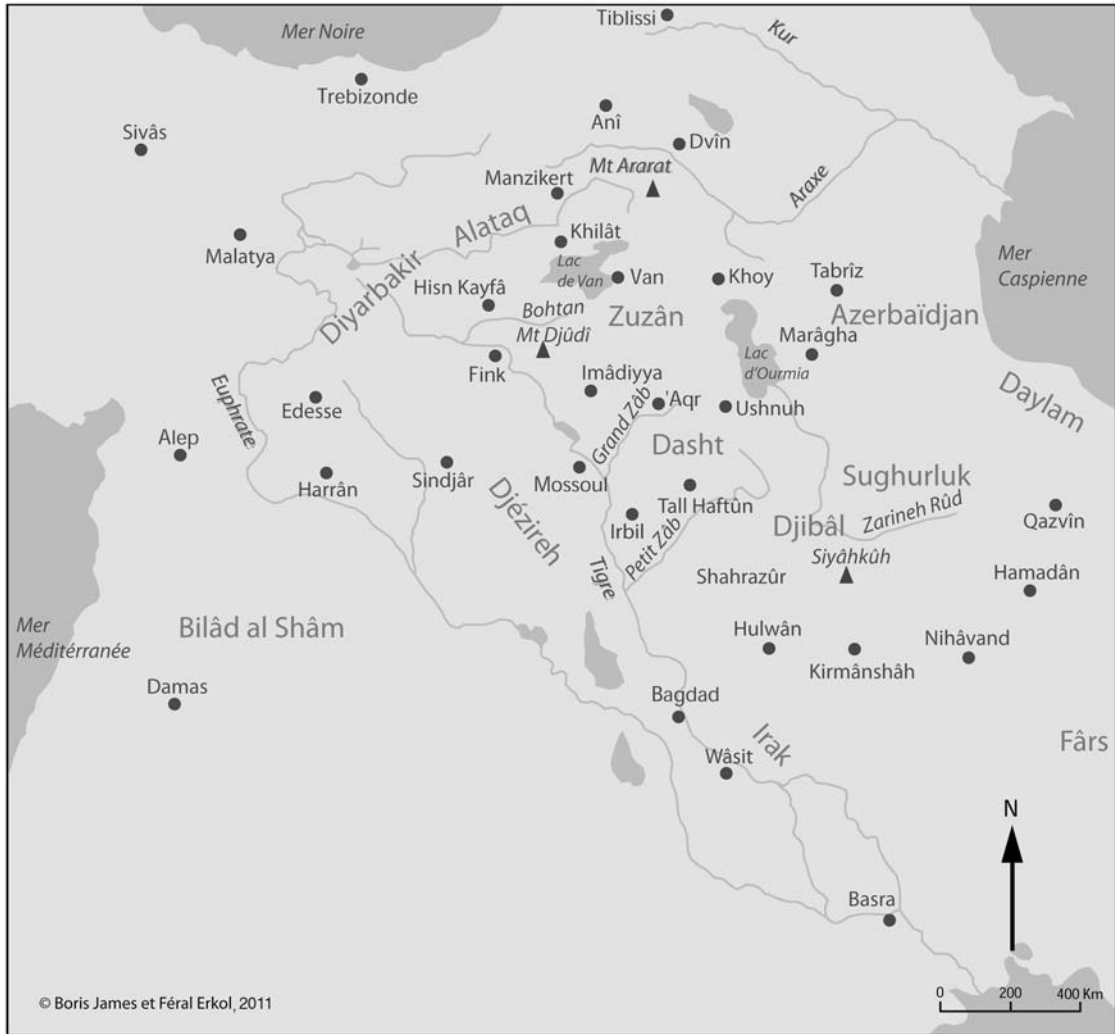 Tiblissi
Mer Noire
Kur
Trebizonde
Anî
Sivâs
Dvîn
Mt Ararat
Manzikert
Araxe
Alataq
Khilât
Malatya
Lac
de Van
Van
Khoy
Tabrîz
Mer
Caspienne
Diyarbakir
Hisn Kayfâ
Bohtan
Zuzân
Azerbaïdjan
Mt Djûdî
Marâgha
Fink
Lac
d'Ourmia
Imâdiyya
Daylam
Euphrate
Edesse
'Aqr
Ushnuh
Grand Zâb
Alep
Dasht
Harrân
Sindjâr
Mossoul
Sughurluk
Djézireh
Tall Haftûn
Zarineh Rûd
Qazvîn
Irbil
Djibâl
Petit Zâb
Siyâhkûh
Tigre
Shahrazûr
Hamadân
Mer
Méditérranée
Bilâd al Shâm
Hulwân
Nihâvand
Kirmânshâh
Damas
Bagdad
Irak
Fârs
Wâsit
N
Basra
© Boris James et Féral Erkol, 2011
0 200 400 Km